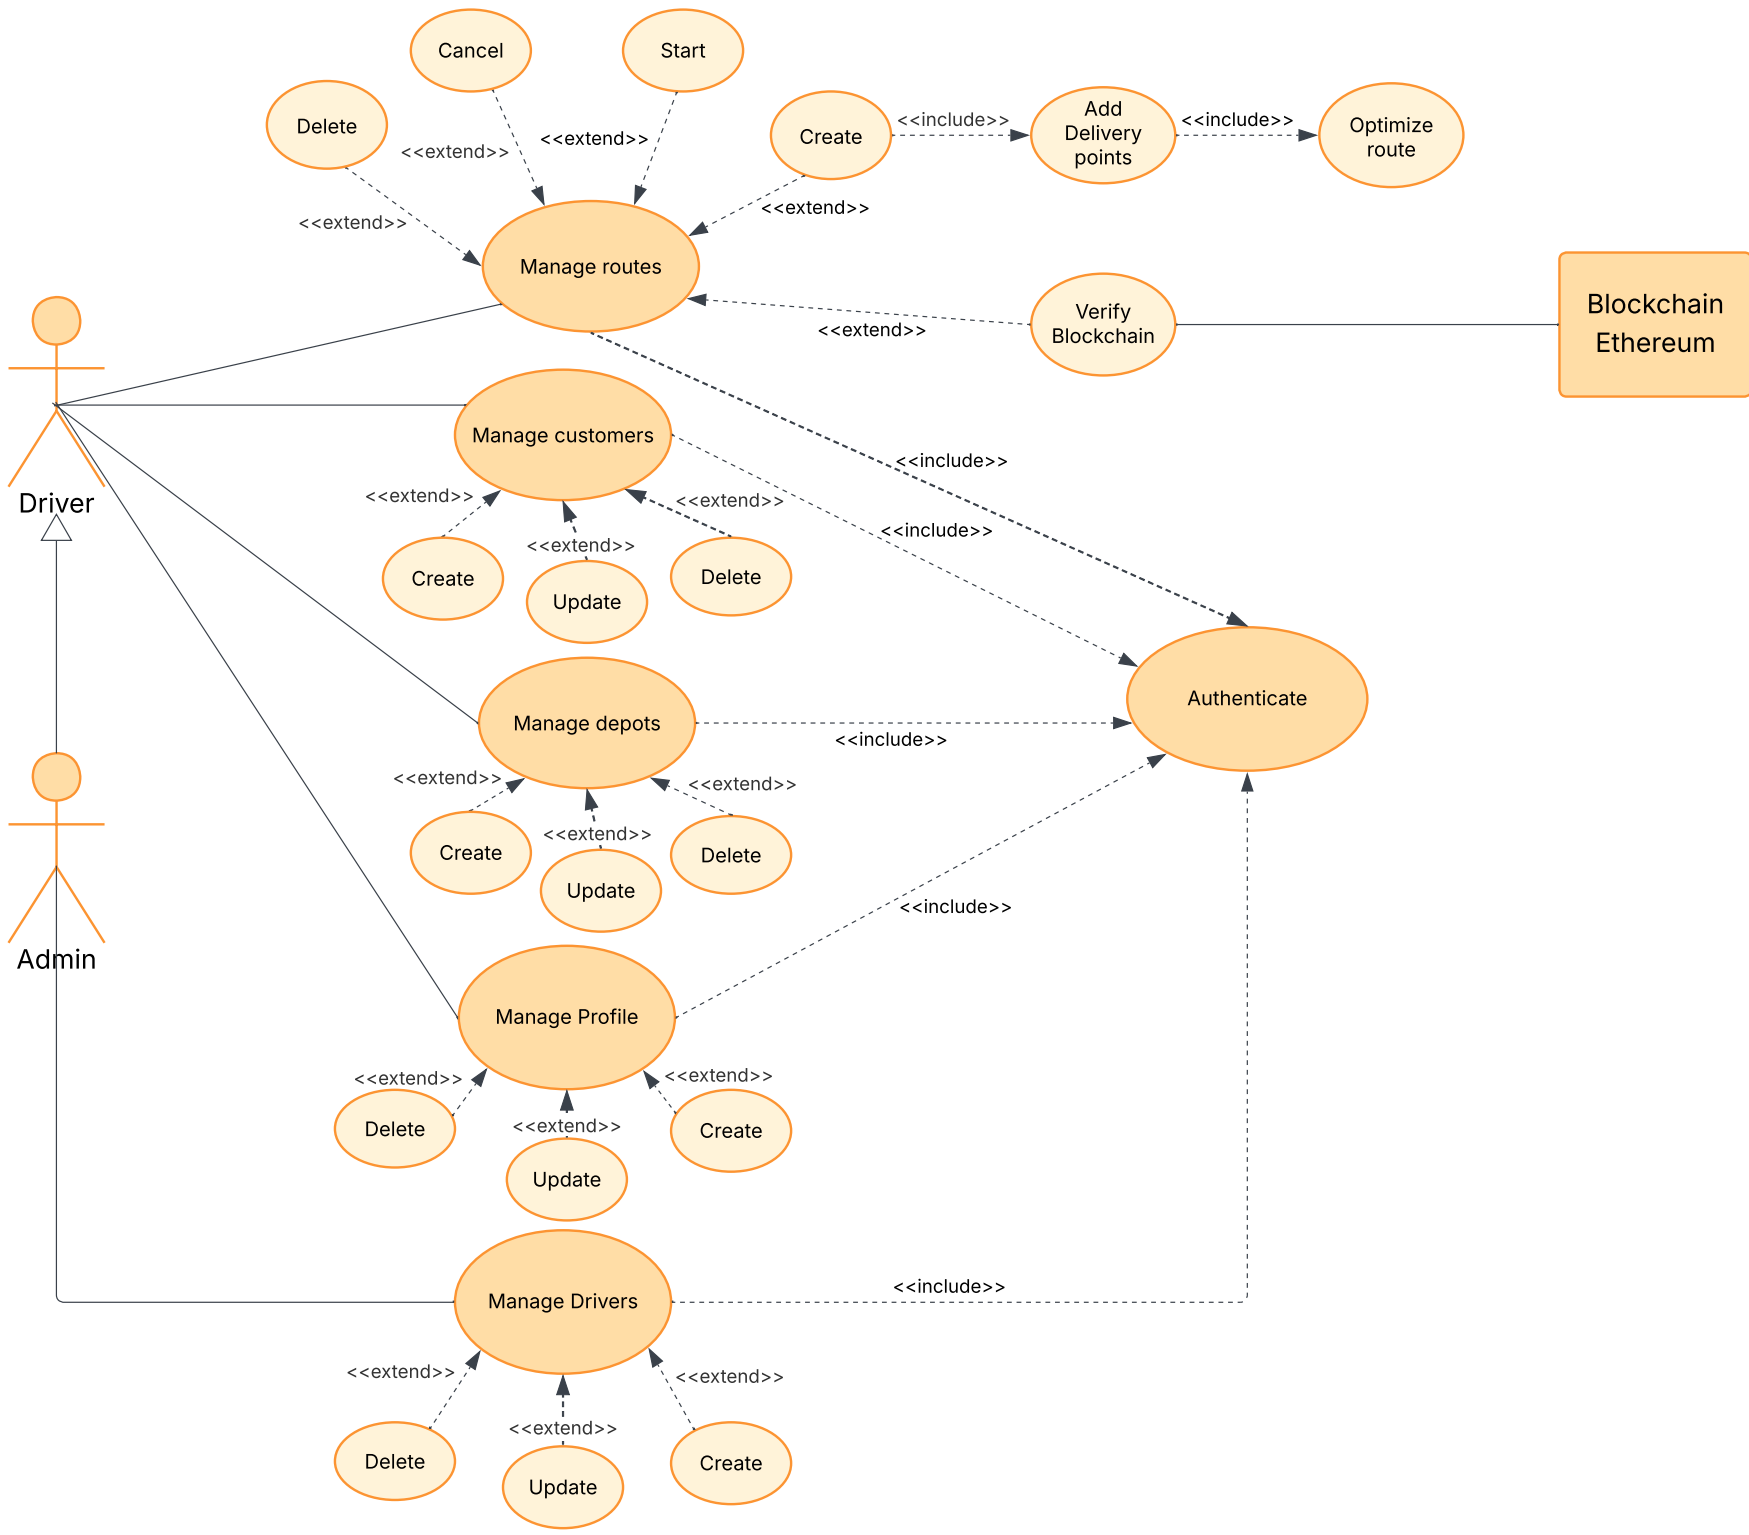 Cancel
Start
Delete
Create
<<include>>
Add
Delivery
points
<<include>>
Optimize
route
<<extend>>
<<extend>>
<<extend>>
<<extend>>
Manage routes
Verify
Blockchain
<<extend>>
Blockchain
Ethereum
Driver
Manage customers
<<include>>
<<extend>>
<<extend>>
<<include>>
<<extend>>
Create
Update
Delete
Manage depots
<<include>>
Authenticate
<<extend>>
<<extend>>
<<extend>>
Create
Update
Delete
Admin
<<include>>
Manage Profile
<<extend>>
<<extend>>
<<extend>>
Delete
Update
Create
Manage Drivers
<<include>>
<<extend>>
<<extend>>
<<extend>>
Delete
Update
Create